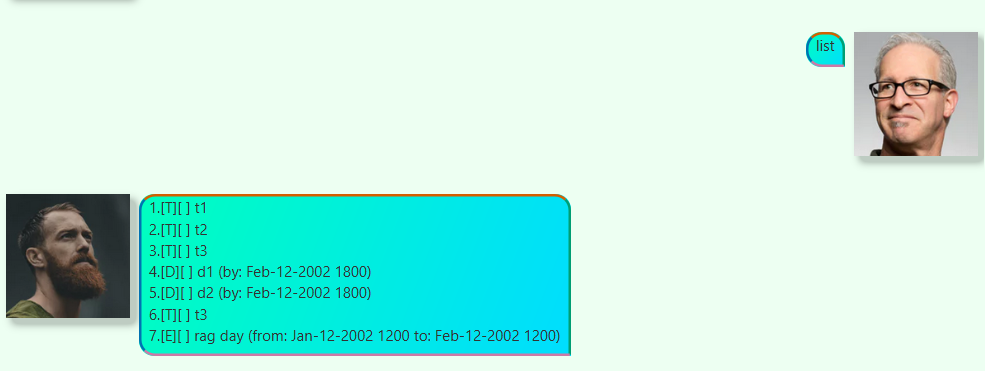 list
1.[T][ ] t1
2.[T][ ] t2
3.[T][ ] t3
4.[D][ ] d1 (by: Feb-12-2002 1800)
5.[D][ ] d2 (by: Feb-12-2002 1800)
6.[T][ ] t3
7.[E][ ] rag day (from: Jan-12-2002 1200 to: Feb-12-2002 1200)